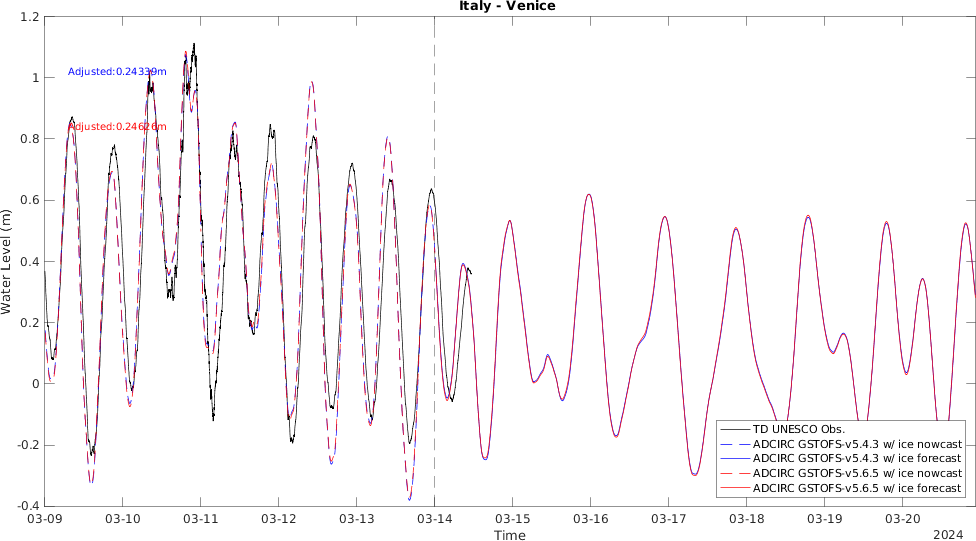 Italy - Venice
1.2
1
0.8
0.6
0.4
0.2
0
-0.2
-0.4
Water Level (m)
Adjusted:0.24339m
Adjusted:0.24626m
TD UNESCO Obs.
ADCIRC GSTOFS-v5.4.3 w/ ice nowcast
ADCIRC GSTOFS-v5.4.3 w/ ice forecast
ADCIRC GSTOFS-v5.6.5 w/ ice nowcast
ADCIRC GSTOFS-v5.6.5 w/ ice forecast
03-09 03-10 03-11 03-12 03-13 03-14 03-15 03-16 03-17 03-18 03-19 03-20
Time
2024